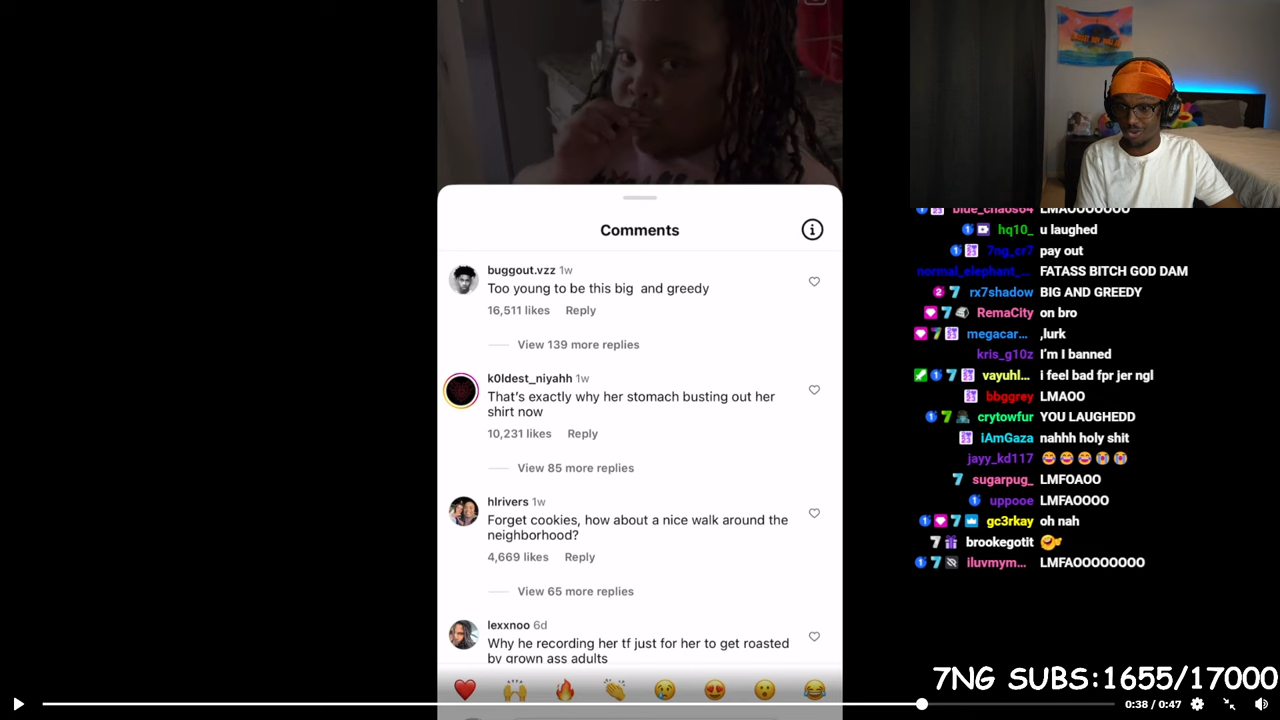 Comments
buggout.vzz 1w
Too young to be this big and greedy
16,511 likes Reply
View 139 more replies
k0ldest_niyahh 1w
That's exactly why her stomach busting out her
shirt now
10,231 likes Reply
View 85 more replies
hlrivers 1w
Forget cookies, how about a nice walk around the
neighborhood?
4,669 likes Reply
View 65 more replies
lexxnoo 6d
Why he recording her tf just for her to get roasted
by grown ass adults
blue_chaos64 LMAOOOOOOO
hq10_ u laughed
7ng_cr7 pay out
normal_elephant_... FATASS BITCH GOD DAM
rx7shadow BIG AND GREEDY
RemaCity on bro
megacar... ,lurk
kris_g10z I'm I banned
vayuhl... i feel bad fpr jer ngl
bbggrey LMAOO
crytowfur YOU LAUGHEDD
iAmGaza nahhh holy shit
jayy_kd117 😂😂😂😭😭
sugarpug_ LMFOAOO
uppooe LMFAOOOO
gc3rkay oh nah
brookegotit
iluvmym... LMFAOOOOOOOO
7NG SUBS:1655/17000
0:38 / 0:47